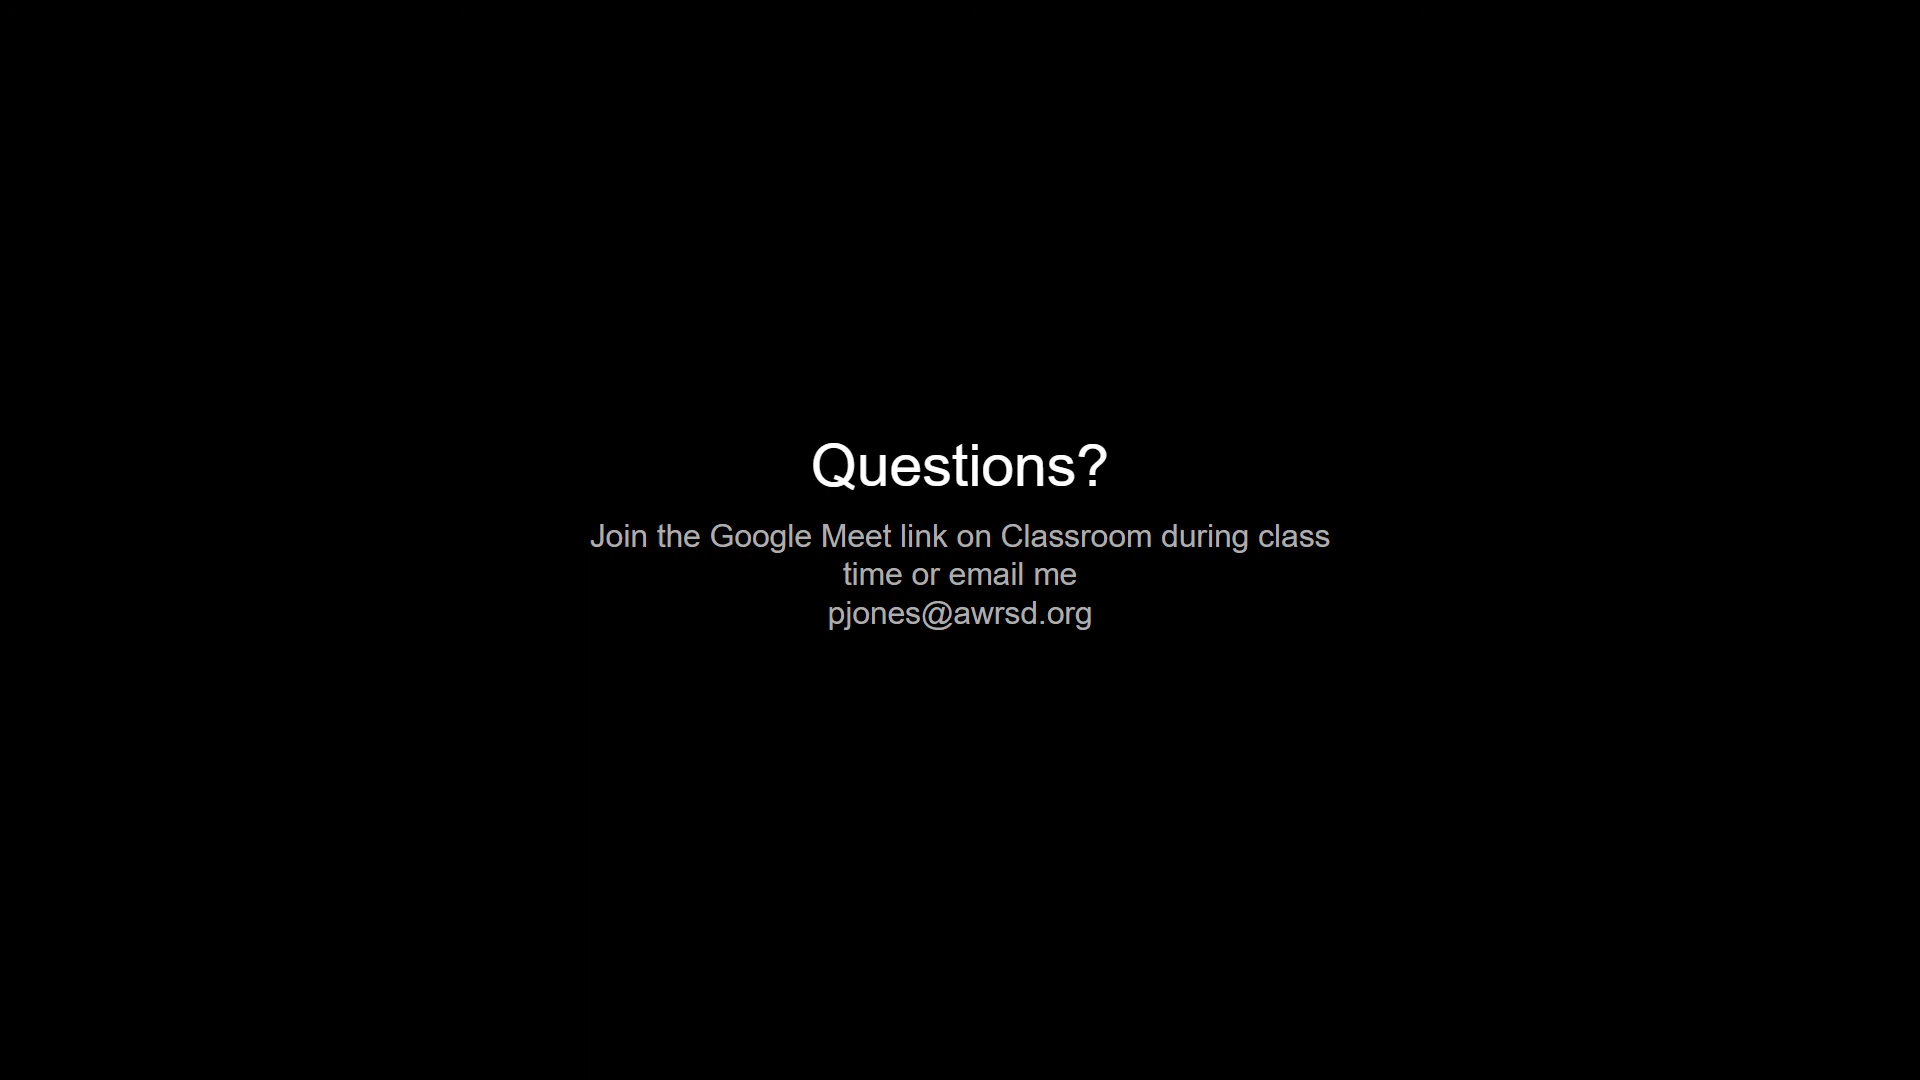 Questions?
Join the Google Meet link on Classroom during class
time or email me
pjones@awrsd.org